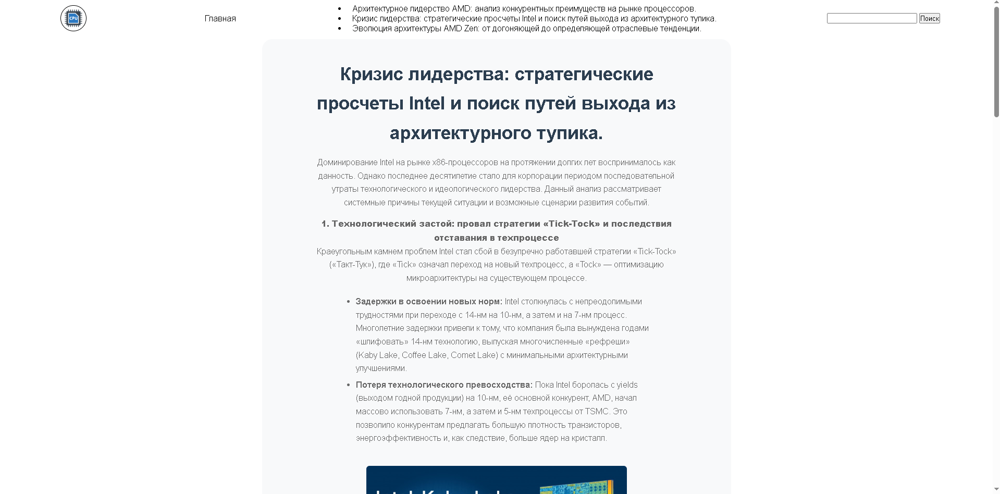 CPU
Главная
Архитектурное лидерство AMD: анализ конкурентных преимуществ на рынке процессоров.
Кризис лидерства: стратегические просчеты Intel и поиск путей выхода из архитектурного тупика.
Эволюция архитектуры AMD Zen: от догоняющей до определяющей отраслевые тенденции.
Поиск
Кризис лидерства: стратегические
просчеты Intel и поиск путей выхода из
архитектурного тупика.
Доминирование Intel на рынке x86-процессоров на протяжении долгих лет воспринималось как
данность. Однако последнее десятилетие стало для корпорации периодом последовательной
утраты технологического и идеологического лидерства. Данный анализ рассматривает
системные причины текущей ситуации и возможные сценарии развития событий.
1. Технологический застой: провал стратегии «Tick-Tock» и последствия
отставания в техпроцессе
Краеугольным камнем проблем Intel стал сбой в безупречно работавшей стратегии «Tick-Tock»
(«Такт-Тук»), где «Tick» означал переход на новый техпроцесс, а «Tock» — оптимизацию
микроархитектуры на существующем процессе.
Задержки в освоении новых норм: Intel столкнулась с непреодолимыми
трудностями при переходе с 14-нм на 10-нм, а затем и на 7-нм процесс.
Многолетние задержки привели к тому, что компания была вынуждена годами
«шлифовать» 14-нм технологию, выпуская многочисленные «рефреши»
(Kaby Lake, Coffee Lake, Comet Lake) с минимальными архитектурными
улучшениями.
Потеря технологического превосходства: Пока Intel боролась с yields
(выходом годной продукции) на 10-нм, её основной конкурент, AMD, начал
массово использовать 7-нм, а затем и 5-нм техпроцессы от TSMC. Это
позволило конкурентам предлагать большую плотность транзисторов,
энергоэффективность и, как следствие, больше ядер на кристалл.